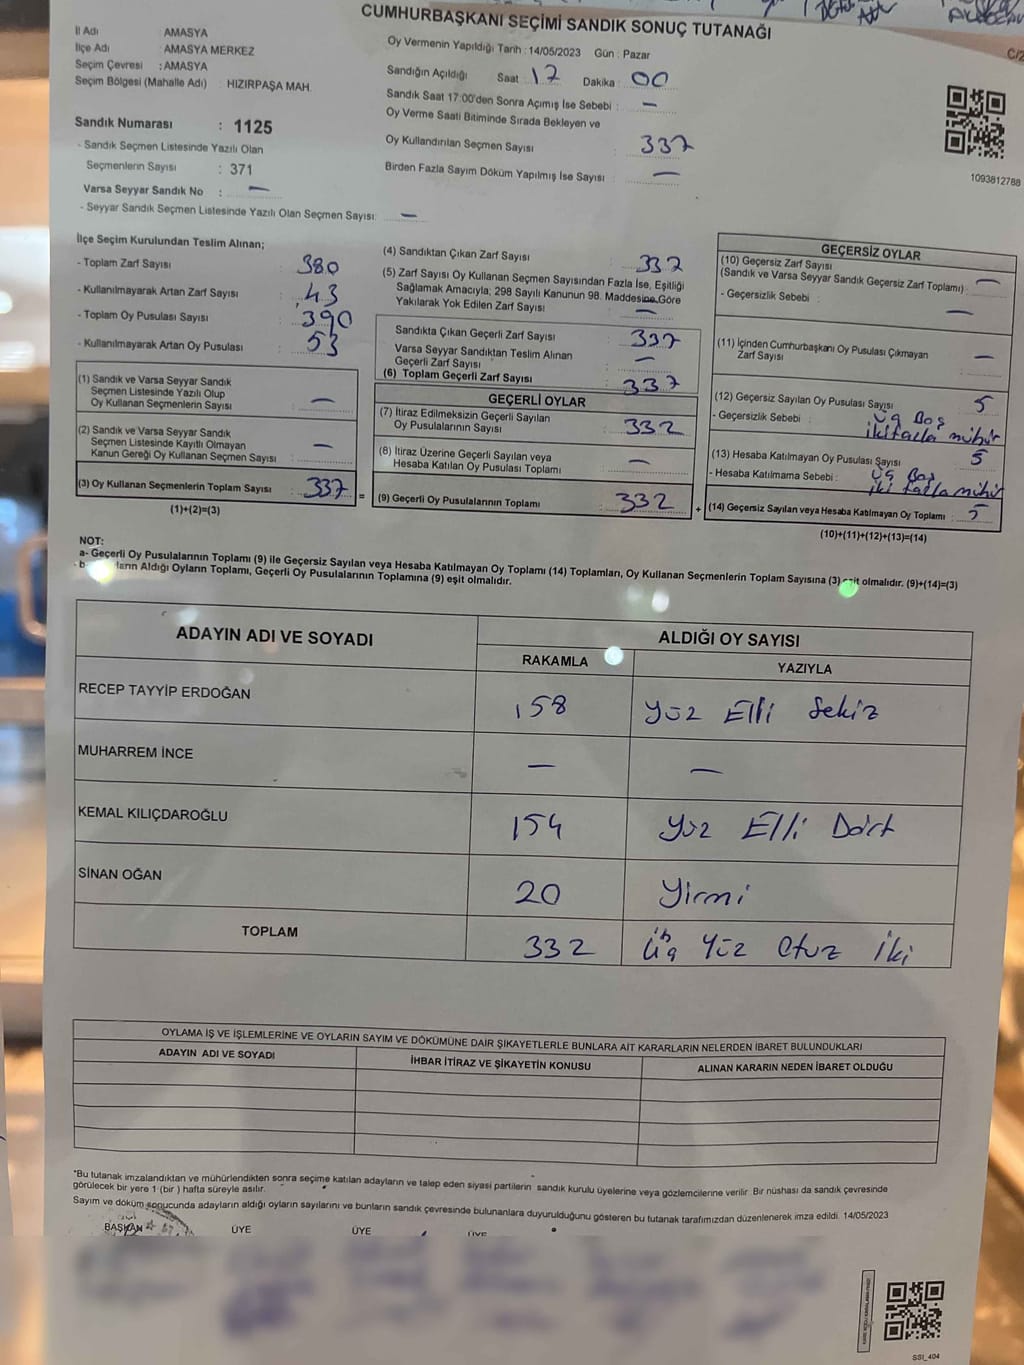 CUMHURBAŞKANI SEÇİMİ SANDIK SONUÇ TUTANAĞI
C/2
İl Adı : AMASYA
İlçe Adı : AMASYA MERKEZ
Seçim Çevresi : AMASYA
Seçim Bölgesi (Mahalle Adı) : HIZIRPAŞA MAH.
Oy Vermenin Yapıldığı Tarih : 14/05/2023 Gün : Pazar
Sandığın Açıldığı Saat : 17 Dakika : 00
Sandık Saat 17:00'den Sonra Açımış İse Sebebi : —
Oy Verme Saati Bitiminde Sırada Bekleyen ve
Oy Kullandırılan Seçmen Sayısı : 337
Birden Fazla Sayım Döküm Yapılmış İse Sayısı : —
1093812788
Sandık Numarası : 1125
- Sandık Seçmen Listesinde Yazılı Olan
Seçmenlerin Sayısı : 371
Varsa Seyyar Sandık No : —
- Seyyar Sandık Seçmen Listesinde Yazılı Olan Seçmen Sayısı: —
İlçe Seçim Kurulundan Teslim Alınan;
- Toplam Zarf Sayısı : 380
- Kullanılmayarak Artan Zarf Sayısı : 43
- Toplam Oy Pusulası Sayısı : 390
- Kullanılmayarak Artan Oy Pusulası : 53
(1) Sandık ve Varsa Seyyar Sandık
Seçmen Listesinde Yazılı Olup
Oy Kullanan Seçmenlerin Sayısı : —
(2) Sandık ve Varsa Seyyar Sandık
Seçmen Listesinde Kayıtlı Olmayan
Kanun Gereği Oy Kullanan Seçmen Sayısı : —
(3) Oy Kullanan Seçmenlerin Toplam Sayısı : 337
(1)+(2)=(3)
=
(4) Sandıktan Çıkan Zarf Sayısı : 337
(5) Zarf Sayısı Oy Kullanan Seçmen Sayısından Fazla İse, Eşitliği
Sağlamak Amacıyla; 298 Sayılı Kanunun 98. Maddesine Göre
Yakılarak Yok Edilen Zarf Sayısı : —
Sandıkta Çıkan Geçerli Zarf Sayısı : 337
Varsa Seyyar Sandıktan Teslim Alınan
Geçerli Zarf Sayısı : —
(6) Toplam Geçerli Zarf Sayısı : 337
GEÇERLİ OYLAR
(7) İtiraz Edilmeksizin Geçerli Sayılan
Oy Pusulalarının Sayısı : 332
(8) İtiraz Üzerine Geçerli Sayılan veya
Hesaba Katılan Oy Pusulası Toplamı : —
(9) Geçerli Oy Pusulalarının Toplamı : 332
+
GEÇERSİZ OYLAR
(10) Geçersiz Zarf Sayısı
(Sandık ve Varsa Seyyar Sandık Geçersiz Zarf Toplamı) : —
- Geçersizlik Sebebi : —
(11) İçinden Cumhurbaşkanı Oy Pusulası Çıkmayan
Zarf Sayısı : —
(12) Geçersiz Sayılan Oy Pusulası Sayısı : 5
- Geçersizlik Sebebi : Üç Boş
iki fazla mühür
(13) Hesaba Katılmayan Oy Pusulası Sayısı : 5
- Hesaba Katılmama Sebebi : Üç Boş
iki fazla mühür
(14) Geçersiz Sayılan veya Hesaba Katılmayan Oy Toplamı : 5
(10)+(11)+(12)+(13)=(14)
NOT:
a- Geçerli Oy Pusulalarının Toplamı (9) ile Geçersiz Sayılan veya Hesaba Katılmayan Oy Toplamı (14) Toplamları, Oy Kullanan Seçmenlerin Toplam Sayısına (3) eşit olmalıdır. (9)+(14)=(3)
b- Aldığı Oyların Toplamı, Geçerli Oy Pusulalarının Toplamına (9) eşit olmalıdır.
ADAYIN ADI VE SOYADI ALDIĞI OY SAYISI
RAKAMLA YAZIYLA
RECEP TAYYİP ERDOĞAN 158 Yüz Elli Sekiz
MUHARREM İNCE — —
KEMAL KILIÇDAROĞLU 154 Yüz Elli Dört
SİNAN OĞAN 20 Yirmi
TOPLAM 332 Üç Yüz Otuz İki
OYLAMA İŞ VE İŞLEMLERİNE VE OYLARIN SAYIM VE DÖKÜMÜNE DAİR ŞİKAYETLERLE BUNLARA AİT KARARLARIN NELERDEN İBARET BULUNDUKLARI
ADAYIN ADI VE SOYADI İHBAR İTİRAZ VE ŞİKAYETİN KONUSU ALINAN KARARIN NEDEN İBARET OLDUĞU
"Bu tutanak imzalandıktan ve mühürlendikten sonra seçime katılan adayların ve talep eden siyasi partilerin sandık kurulu üyelerine veya gözlemcilerine verilir. Bir nüshası da sandık çevresinde
görülecek bir yere 1 (bir ) hafta süreyle asılır.
Sayım ve döküm sonucunda adayların aldığı oyların sayılarını ve bunların sandık çevresinde bulunanlara duyurulduğunu gösteren bu tutanak tarafımızdan düzenlenerek imza edildi. 14/05/2023
BAŞKAN ÜYE ÜYE ÜYE
SSI_404